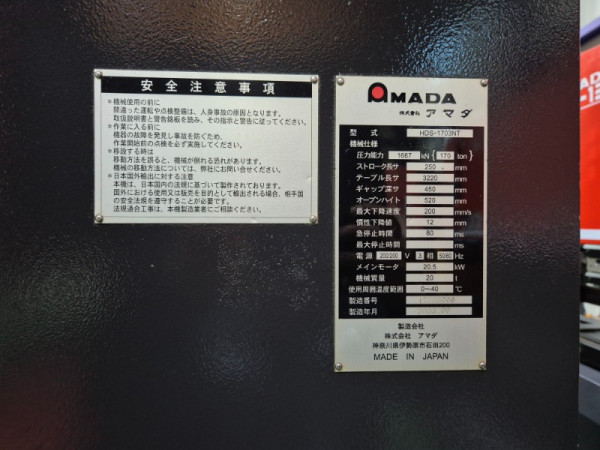 安全注意事項
※機械使用の前に
間違った運転や点検整備は、人身事故の原因となります。
取扱説明書と警告銘板を読み、その指示と警告に従ってください。
※作業に入る前に
機器の故障を発見し事故を防ぐため、
作業開始前の点検を必ず実施してください。
※移設する時は
移動方法を誤ると、機械が倒れる恐れがあります。
機械の移動方法については、弊社にお問い合せください。
※日本国外輸出に対する注意
本機は、日本国内の法規に基づいて製作されております。
国外における使用又は販売を目的として輸出される場合、相手国
の安全法規を遵守することが必要です。
法規適合工事は、本機製造業者にご相談ください。
AMADA
株式会社 アマダ
型式 HDS-1703NT
機械仕様
圧力能力 1667 kN (170 ton)
ストローク長サ 250 mm
テーブル長サ 3220 mm
ギャップ深サ 450 mm
オープンハイト 520 mm
最大下降速度 200 mm/s
慣性下降値 12 mm
急停止時間 80 ms
最大停止時間 ms
電源 200200 V 3 相 5060 Hz
メインモータ 20.5 kW
機械質量 20 t
使用周囲温度範囲 0~40 ℃
製造番号
製造年月
製造会社
株式会社 アマダ
神奈川県伊勢原市石田200
MADE IN JAPAN